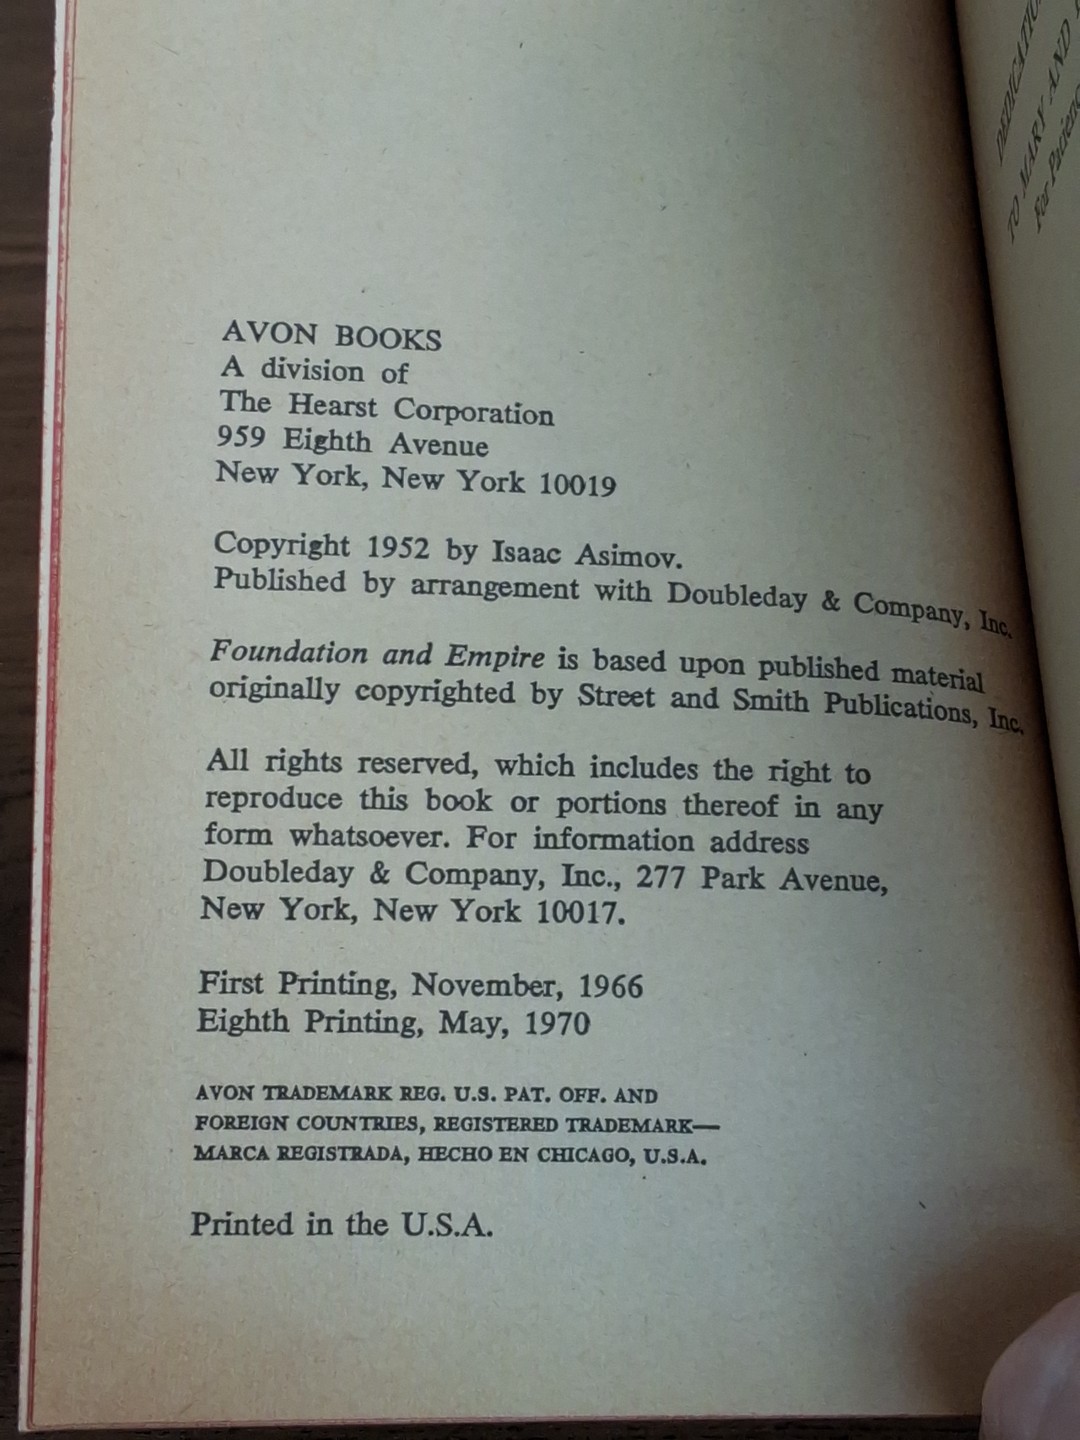 AVON BOOKS
A division of
The Hearst Corporation
959 Eighth Avenue
New York, New York 10019
Copyright 1952 by Isaac Asimov.
Published by arrangement with Doubleday & Company, Inc.
Foundation and Empire is based upon published material
originally copyrighted by Street and Smith Publications, Inc.
All rights reserved, which includes the right to
reproduce this book or portions thereof in any
form whatsoever. For information address
Doubleday & Company, Inc., 277 Park Avenue,
New York, New York 10017.
First Printing, November, 1966
Eighth Printing, May, 1970
AVON TRADEMARK REG. U.S. PAT. OFF. AND
FOREIGN COUNTRIES, REGISTERED TRADEMARK—
MARCA REGISTRADA, HECHO EN CHICAGO, U.S.A.
Printed in the U.S.A.
DEDICATION
TO MARY AND
For